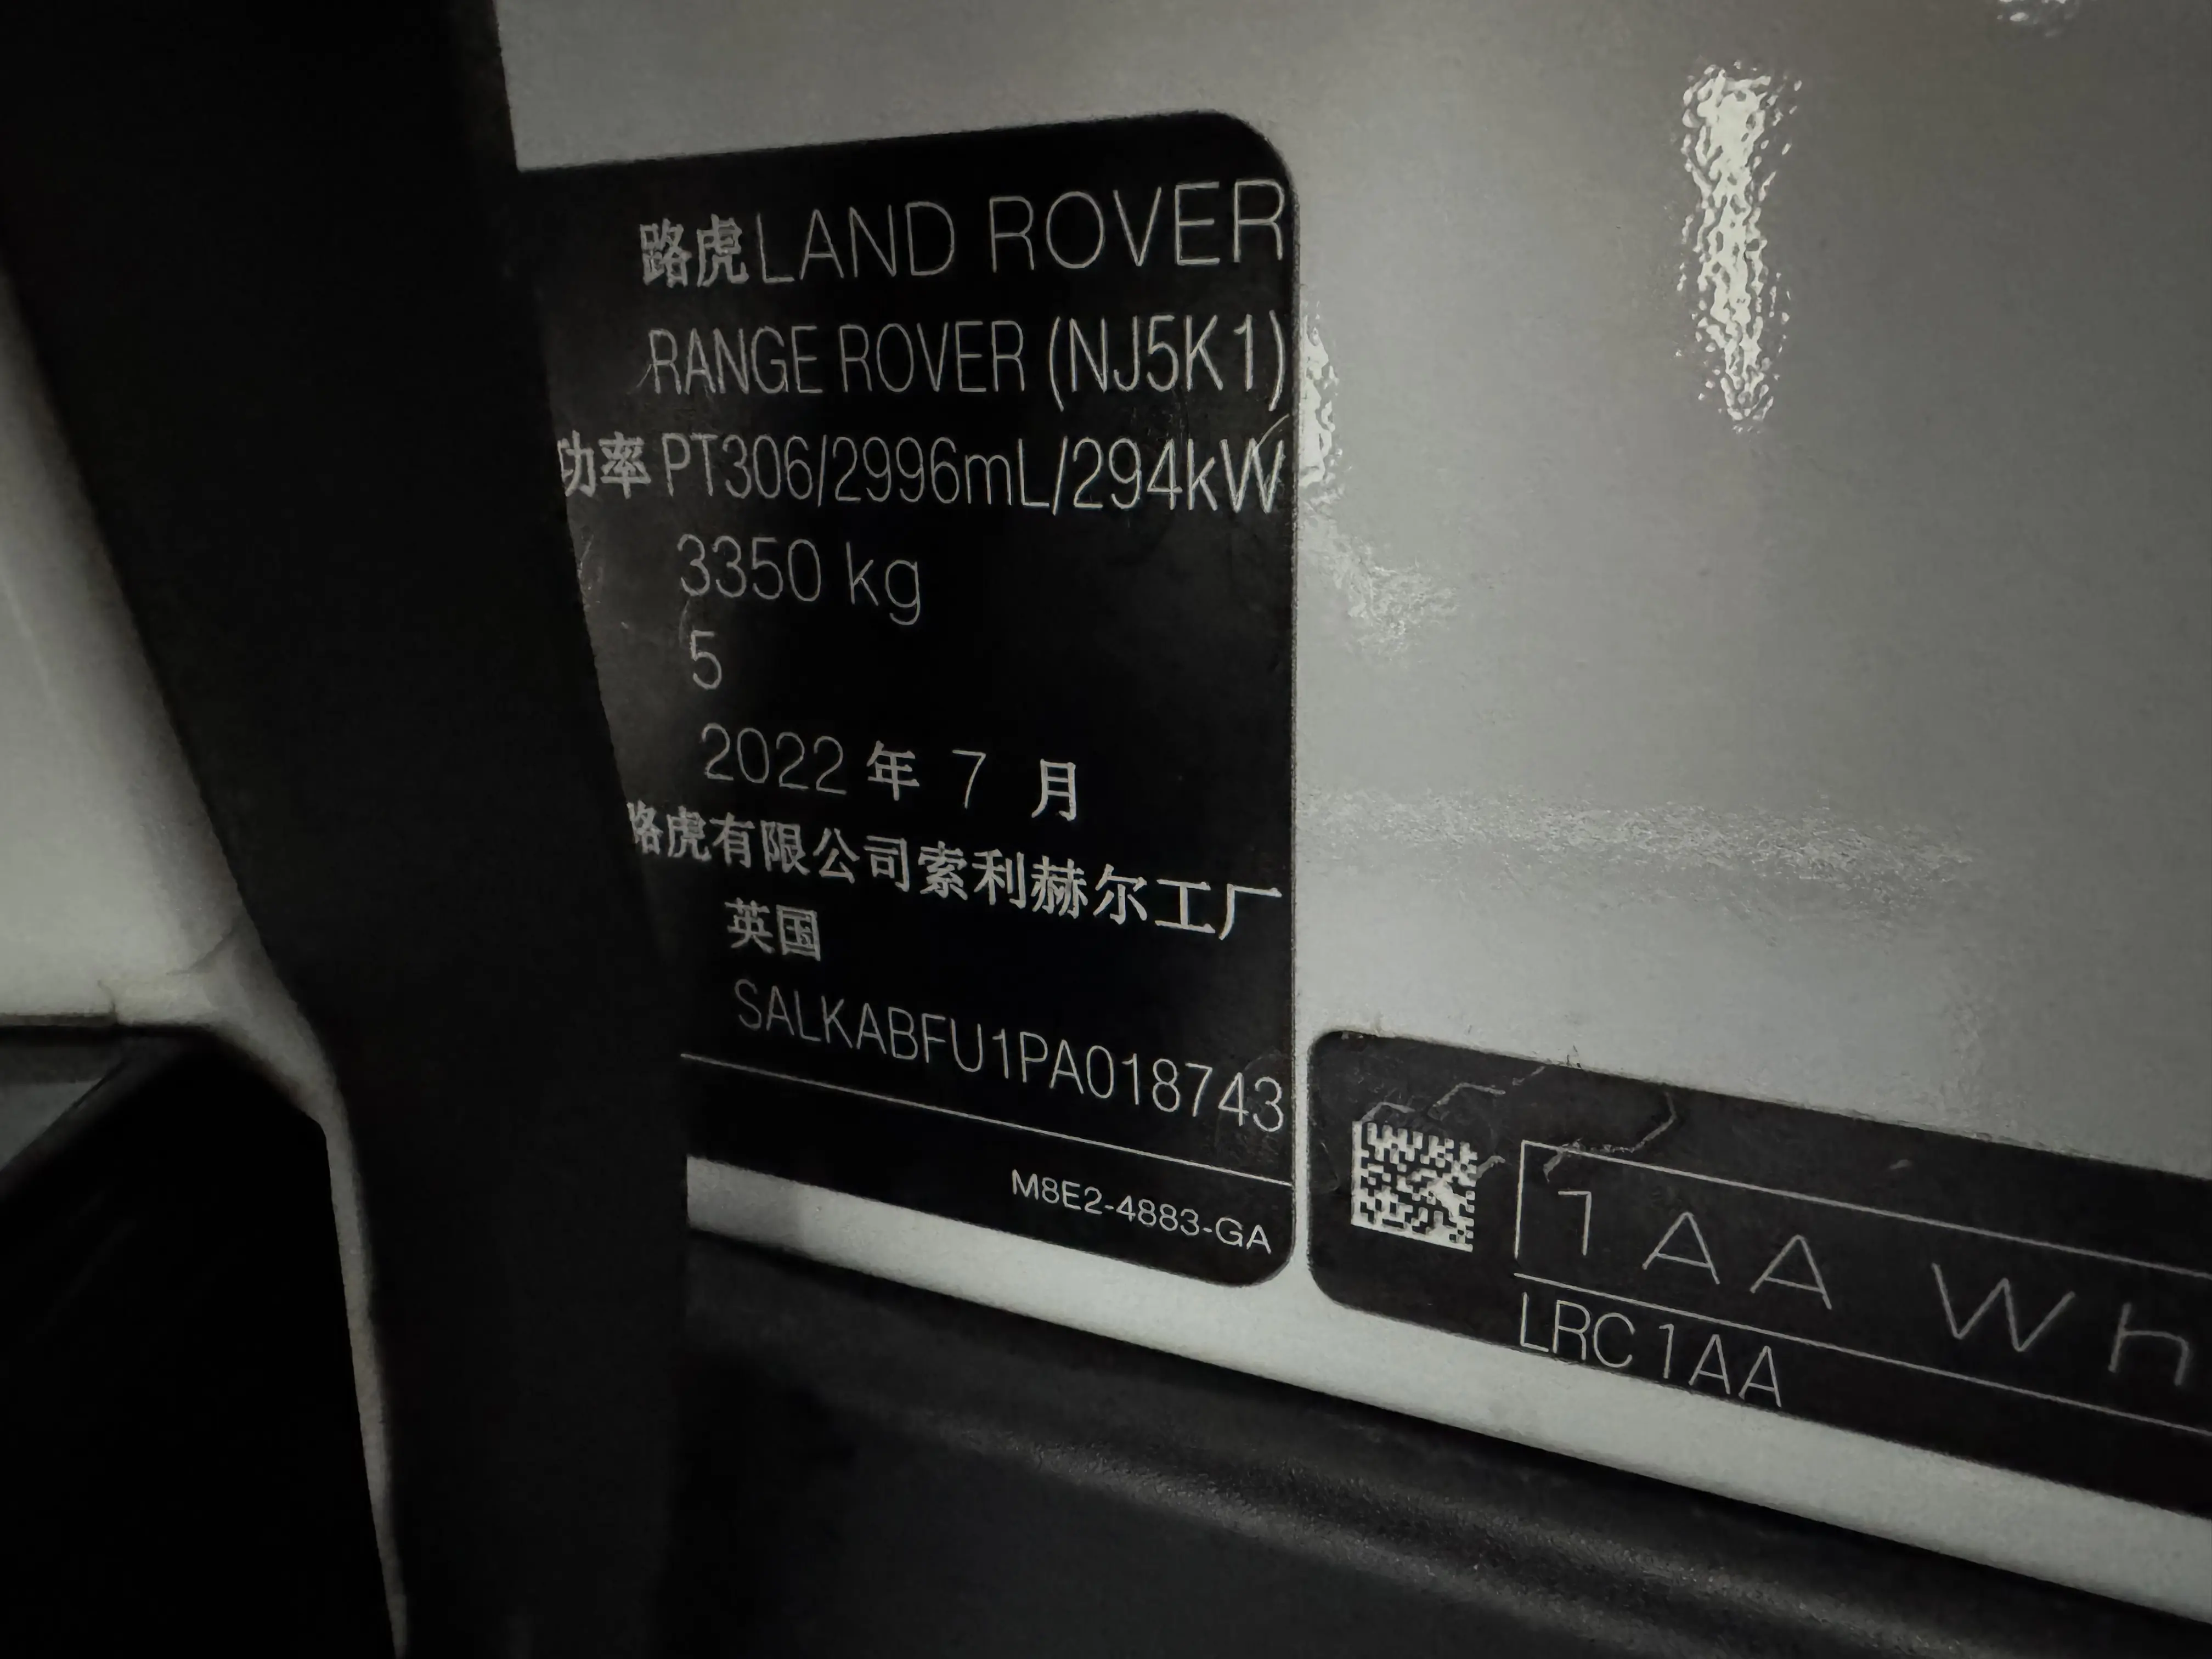 路虎LAND ROVER
RANGE ROVER (NJ5K1)
功率 PT306/2996mL/294kW
3350 kg
5
2022 年 7 月
路虎有限公司索利赫尔工厂
英国
SALKABFU1PA018743
M8E2-4883-GA
1AA Wh
LRC1AA